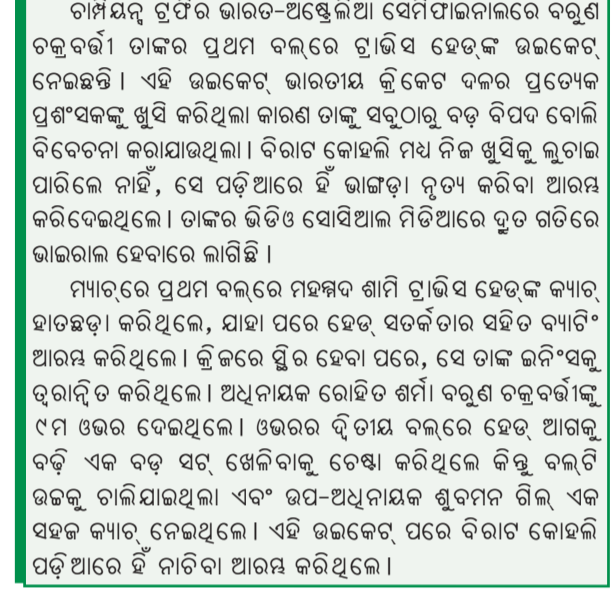 ଚାମ୍ପିୟନ୍ସ ଟ୍ରଫିର ଭାରତ-ଅଷ୍ଟ୍ରେଲିଆ ସେମିଫାଇନାଲରେ ବରୁଣ
ଚକ୍ରବର୍ତ୍ତୀ ତାଙ୍କର ପ୍ରଥମ ବଲ୍‌ରେ ଟ୍ରାଭିସ ହେଡ୍‌ଙ୍କ ଉଇକେଟ୍
ନେଇଛନ୍ତି। ଏହି ଉଇକେଟ୍ ଭାରତୀୟ କ୍ରିକେଟ ଦଳର ପ୍ରତ୍ୟେକ
ପ୍ରଶଂସକଙ୍କୁ ଖୁସି କରିଥିଲା କାରଣ ତାଙ୍କୁ ସବୁଠାରୁ ବଡ଼ ବିପଦ ବୋଲି
ବିବେଚନା କରାଯାଉଥିଲା। ବିରାଟ କୋହଲି ମଧ୍ୟ ନିଜ ଖୁସିକୁ ଲୁଚାଇ
ପାରିଲେ ନାହିଁ, ସେ ପଡ଼ିଆରେ ହିଁ ଭାଙ୍ଗଡ଼ା ନୃତ୍ୟ କରିବା ଆରମ୍ଭ
କରିଦେଇଥିଲେ। ତାଙ୍କର ଭିଡିଓ ସୋସିଆଲ ମିଡିଆରେ ଦ୍ରୁତ ଗତିରେ
ଭାଇରାଲ ହେବାରେ ଲାଗିଛି।
ମ୍ୟାଚ୍‌ରେ ପ୍ରଥମ ବଲ୍‌ରେ ମହମ୍ମଦ ଶାମି ଟ୍ରାଭିସ ହେଡ୍‌ଙ୍କ କ୍ୟାଚ୍
ହାତଛଡ଼ା କରିଥିଲେ, ଯାହା ପରେ ହେଡ୍ ସତର୍କତାର ସହିତ ବ୍ୟାଟିଂ
ଆରମ୍ଭ କରିଥିଲେ। କ୍ରିଜରେ ସ୍ଥିର ହେବା ପରେ, ସେ ତାଙ୍କ ଇନିଂସକୁ
ତ୍ୱରାନ୍ୱିତ କରିଥିଲେ। ଅଧିନାୟକ ରୋହିତ ଶର୍ମା ବରୁଣ ଚକ୍ରବର୍ତ୍ତୀଙ୍କୁ
୯ମ ଓଭର ଦେଇଥିଲେ। ଓଭରର ଦ୍ୱିତୀୟ ବଲ୍‌ରେ ହେଡ୍ ଆଗକୁ
ବଢ଼ି ଏକ ବଡ଼ ସଟ୍ ଖେଳିବାକୁ ଚେଷ୍ଟା କରିଥିଲେ କିନ୍ତୁ ବଲ୍‌ଟି
ଉଚ୍ଚକୁ ଚାଲିଯାଇଥିଲା ଏବଂ ଉପ-ଅଧିନାୟକ ଶୁବମନ ଗିଲ୍ ଏକ
ସହଜ କ୍ୟାଚ୍ ନେଇଥିଲେ। ଏହି ଉଇକେଟ୍ ପରେ ବିରାଟ କୋହଲି
ପଡ଼ିଆରେ ହିଁ ନାଚିବା ଆରମ୍ଭ କରିଥିଲେ।